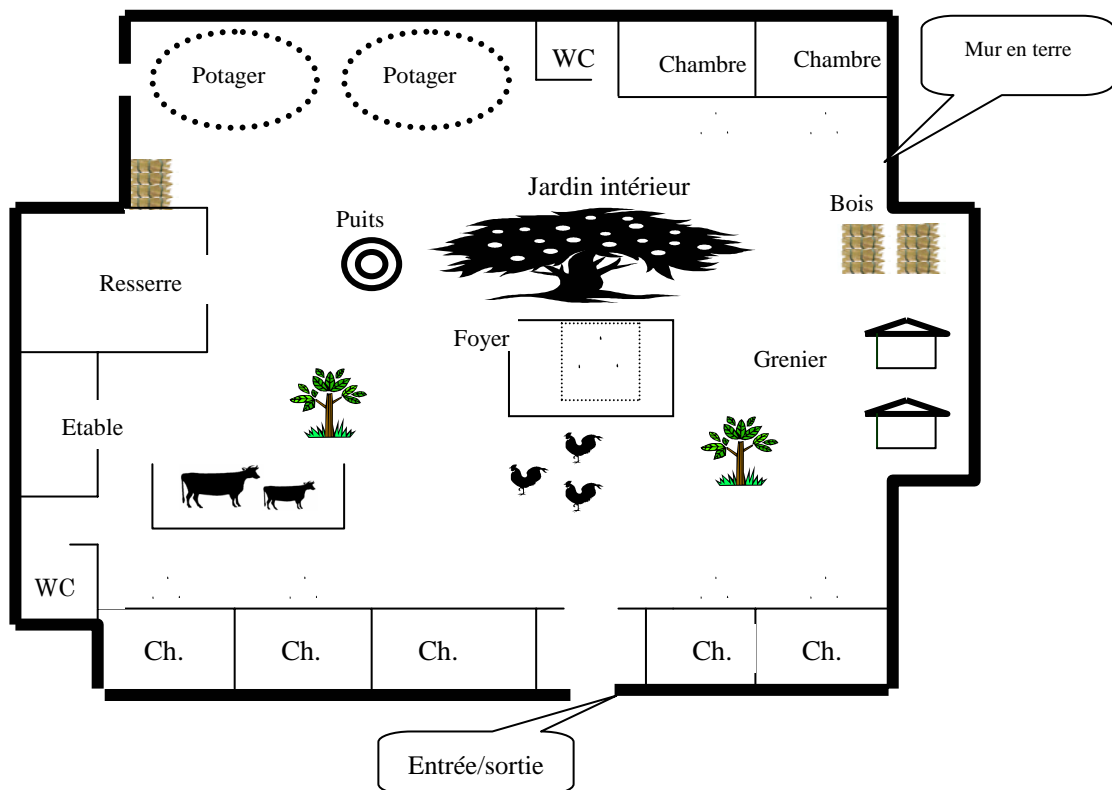 Potager
Potager
WC
Chambre
Chambre
Mur en terre
Jardin intérieur
Puits
Bois
Resserre
Foyer
Grenier
Etable
WC
Ch.
Ch.
Ch.
Ch.
Ch.
Entrée/sortie